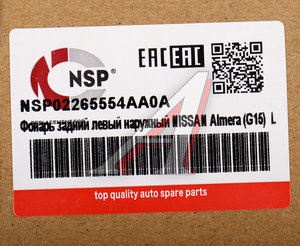 NSP®
EAC EAC
NSP02265554AA0A
Фонарь задний левый наружный NISSAN Almera (G15) L
top quality auto spare parts